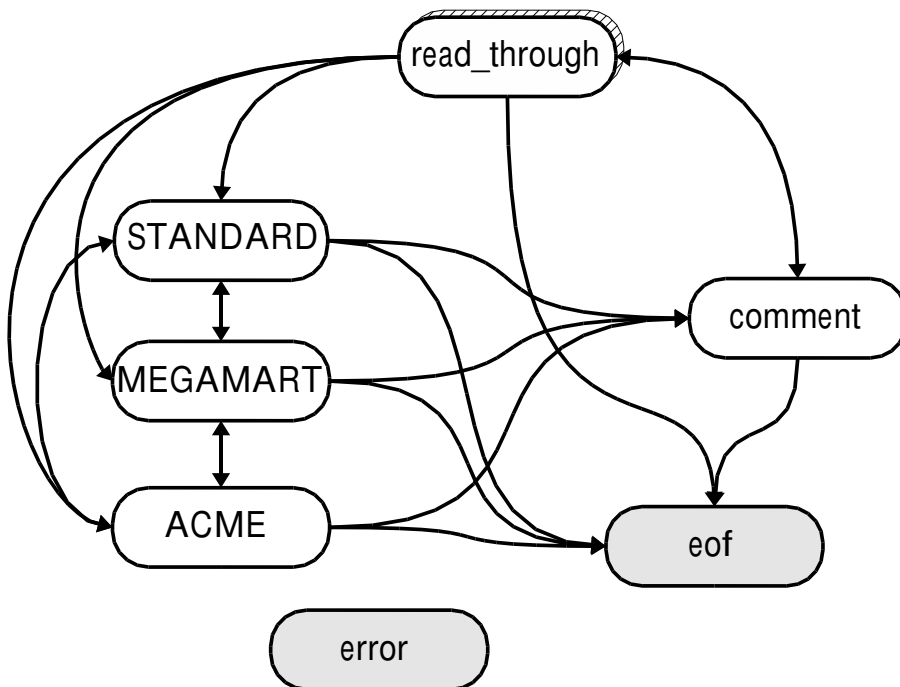 read_through
STANDARD
comment
MEGAMART
ACME
eof
error